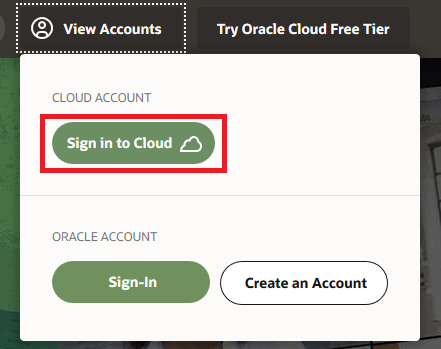 View Accounts
Try Oracle Cloud Free Tier
CLOUD ACCOUNT
Sign in to Cloud
ORACLE ACCOUNT
Sign-In
Create an Account